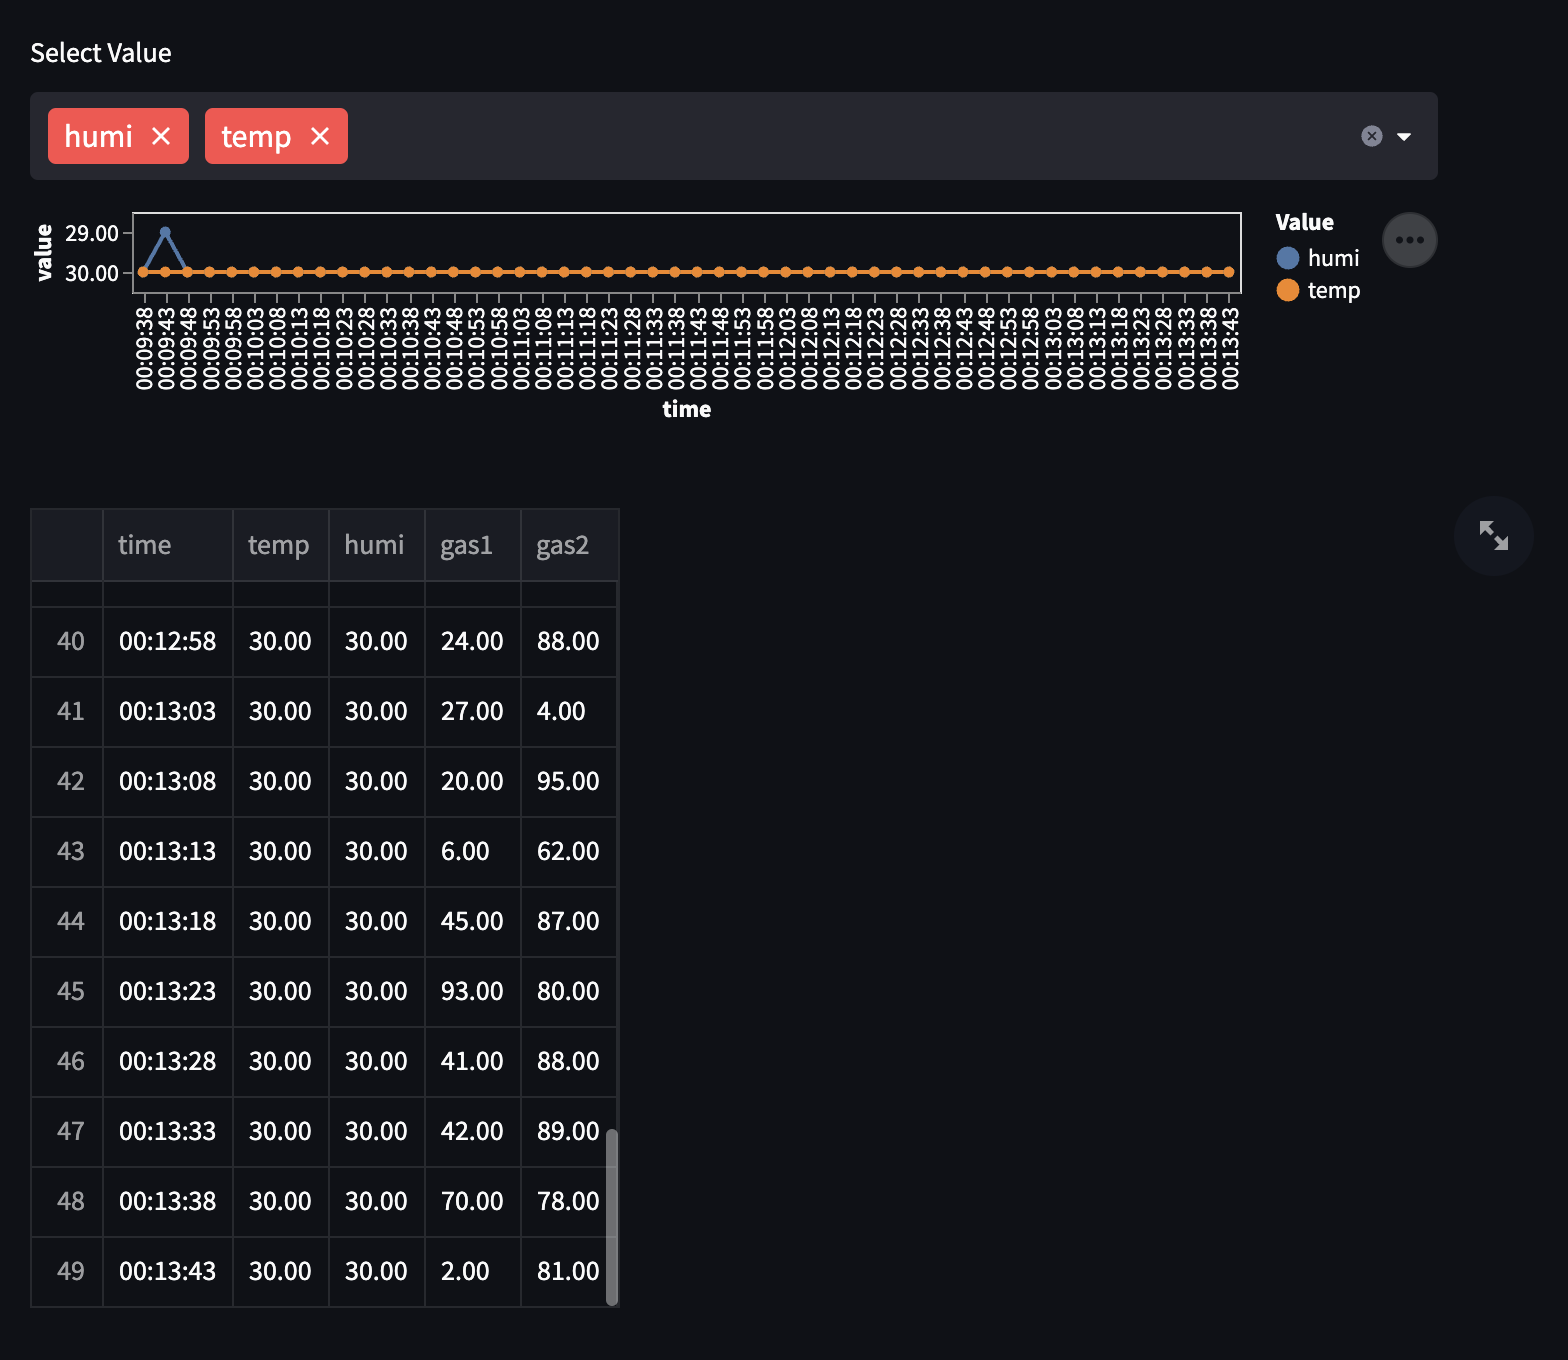 Select Value
humi
temp
value
29.00
30.00
00:09:38
00:09:43
00:09:48
00:09:53
00:09:58
00:10:03
00:10:08
00:10:13
00:10:18
00:10:23
00:10:28
00:10:33
00:10:38
00:10:43
00:10:48
00:10:53
00:10:58
00:11:03
00:11:08
00:11:13
00:11:18
00:11:23
00:11:28
00:11:33
00:11:38
00:11:43
00:11:48
00:11:53
00:11:58
00:12:03
00:12:08
00:12:13
00:12:18
00:12:23
00:12:28
00:12:33
00:12:38
00:12:43
00:12:48
00:12:53
00:12:58
00:13:03
00:13:08
00:13:13
00:13:18
00:13:23
00:13:28
00:13:33
00:13:38
00:13:43
time
Value
humi
temp
time temp humi gas1 gas2
40 00:12:58 30.00 30.00 24.00 88.00
41 00:13:03 30.00 30.00 27.00 4.00
42 00:13:08 30.00 30.00 20.00 95.00
43 00:13:13 30.00 30.00 6.00 62.00
44 00:13:18 30.00 30.00 45.00 87.00
45 00:13:23 30.00 30.00 93.00 80.00
46 00:13:28 30.00 30.00 41.00 88.00
47 00:13:33 30.00 30.00 42.00 89.00
48 00:13:38 30.00 30.00 70.00 78.00
49 00:13:43 30.00 30.00 2.00 81.00